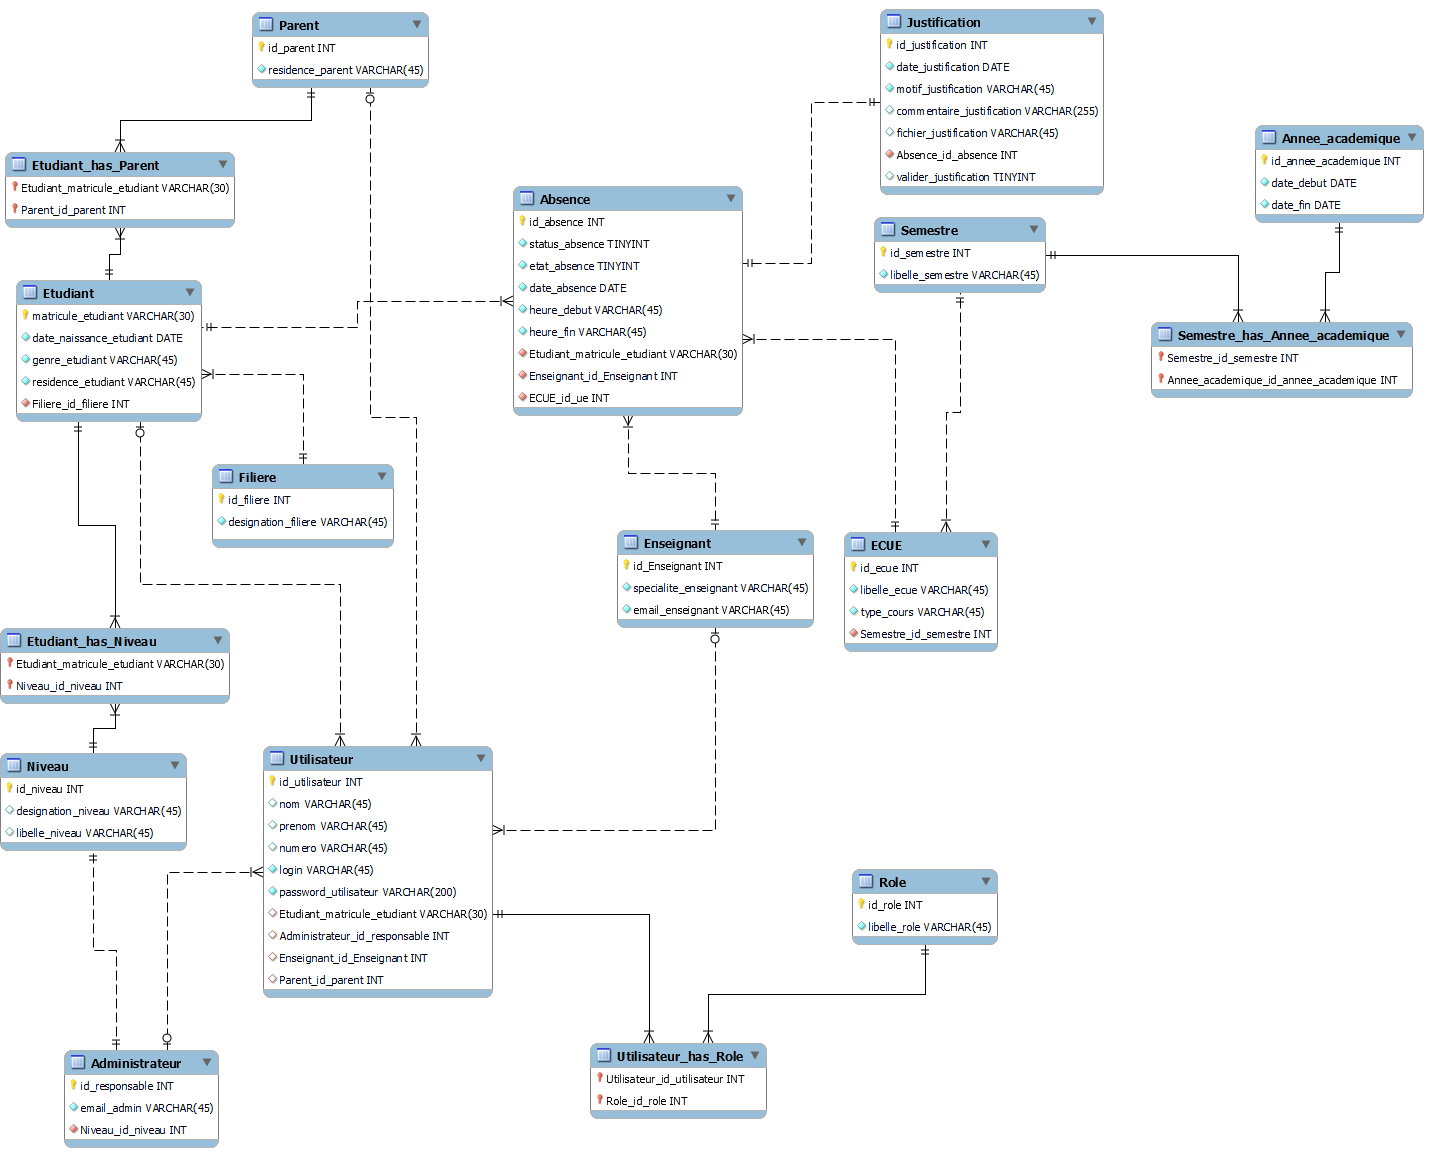 Parent
id_parent INT
residence_parent VARCHAR(45)
Etudiant_has_Parent
Etudiant_matricule_etudiant VARCHAR(30)
Parent_id_parent INT
Etudiant
matricule_etudiant VARCHAR(30)
date_naissance_etudiant DATE
genre_etudiant VARCHAR(45)
residence_etudiant VARCHAR(45)
Filiere_id_filiere INT
Filiere
id_filiere INT
designation_filiere VARCHAR(45)
Etudiant_has_Niveau
Etudiant_matricule_etudiant VARCHAR(30)
Niveau_id_niveau INT
Niveau
id_niveau INT
designation_niveau VARCHAR(45)
libelle_niveau VARCHAR(45)
Administrateur
id_responsable INT
email_admin VARCHAR(45)
Niveau_id_niveau INT
Utilisateur
id_utilisateur INT
nom VARCHAR(45)
prenom VARCHAR(45)
numero VARCHAR(45)
login VARCHAR(45)
password_utilisateur VARCHAR(200)
Etudiant_matricule_etudiant VARCHAR(30)
Administrateur_id_responsable INT
Enseignant_id_Enseignant INT
Parent_id_parent INT
Absence
id_absence INT
status_absence TINYINT
etat_absence TINYINT
date_absence DATE
heure_debut VARCHAR(45)
heure_fin VARCHAR(45)
Etudiant_matricule_etudiant VARCHAR(30)
Enseignant_id_Enseignant INT
ECUE_id_ue INT
Enseignant
id_Enseignant INT
specialite_enseignant VARCHAR(45)
email_enseignant VARCHAR(45)
Justification
id_justification INT
date_justification DATE
motif_justification VARCHAR(45)
commentaire_justification VARCHAR(255)
fichier_justification VARCHAR(45)
Absence_id_absence INT
valider_justification TINYINT
Semestre
id_semestre INT
libelle_semestre VARCHAR(45)
Annee_academique
id_annee_academique INT
date_debut DATE
date_fin DATE
Semestre_has_Annee_academique
Semestre_id_semestre INT
Annee_academique_id_annee_academique INT
ECUE
id_ecue INT
libelle_ecue VARCHAR(45)
type_cours VARCHAR(45)
Semestre_id_semestre INT
Role
id_role INT
libelle_role VARCHAR(45)
Utilisateur_has_Role
Utilisateur_id_utilisateur INT
Role_id_role INT